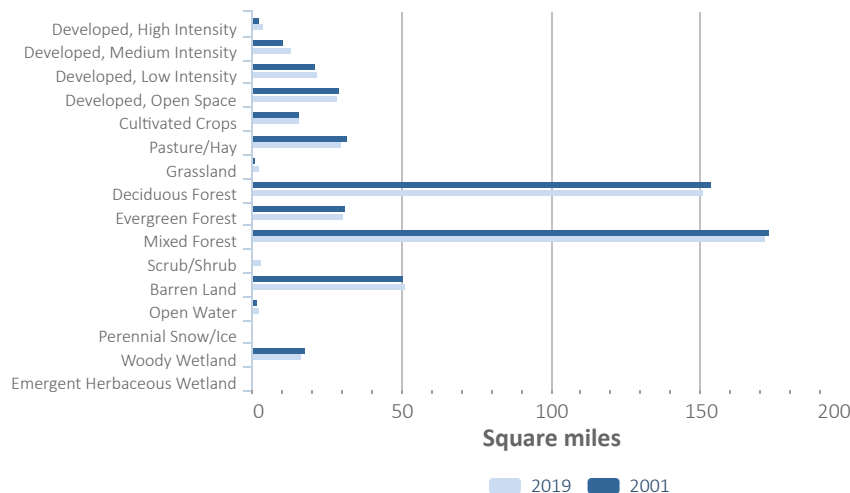 Developed, High Intensity
Developed, Medium Intensity
Developed, Low Intensity
Developed, Open Space
Cultivated Crops
Pasture/Hay
Grassland
Deciduous Forest
Evergreen Forest
Mixed Forest
Scrub/Shrub
Barren Land
Open Water
Perennial Snow/Ice
Woody Wetland
Emergent Herbaceous Wetland
0 50 100 150 200
Square miles
2019 2001